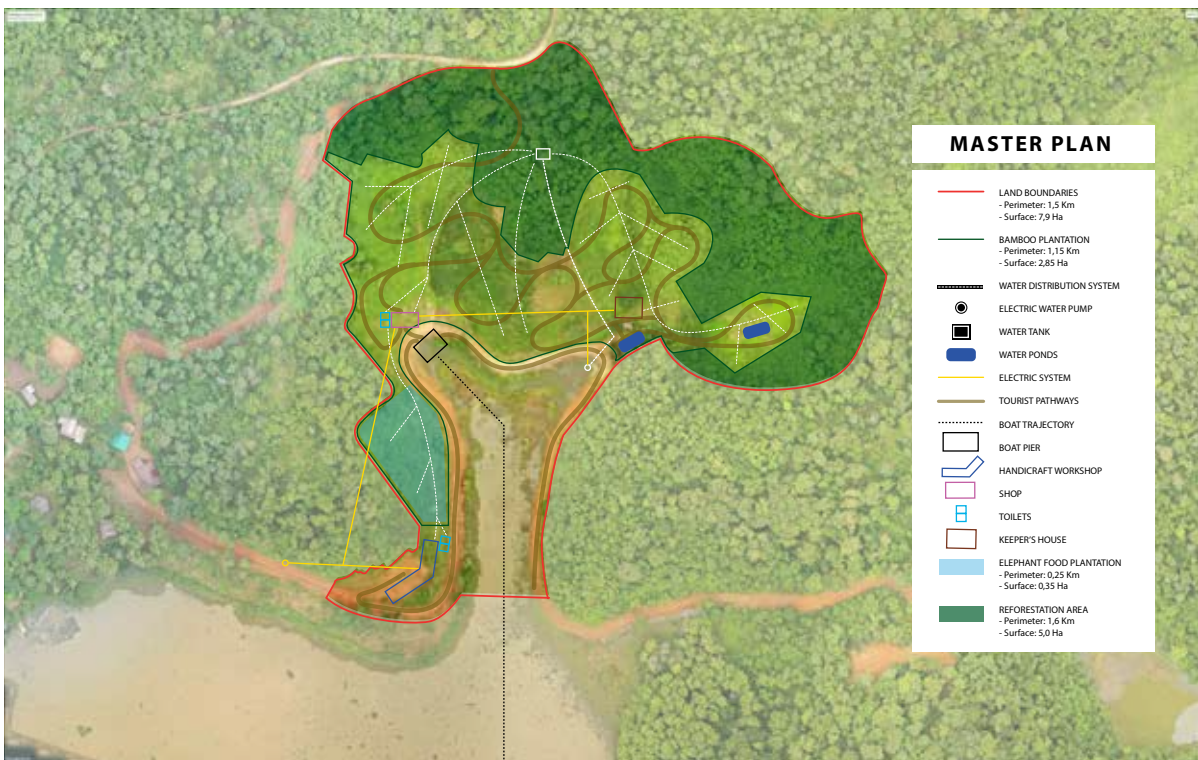 MASTER PLAN
LAND BOUNDARIES
- Perimeter: 1,5 Km
- Surface: 7,9 Ha
BAMBOO PLANTATION
- Perimeter: 1,15 Km
- Surface: 2,85 Ha
WATER DISTRIBUTION SYSTEM
ELECTRIC WATER PUMP
WATER TANK
WATER PONDS
ELECTRIC SYSTEM
TOURIST PATHWAYS
BOAT TRAJECTORY
BOAT PIER
HANDICRAFT WORKSHOP
SHOP
TOILETS
KEEPER'S HOUSE
ELEPHANT FOOD PLANTATION
- Perimeter: 0,25 Km
- Surface: 0,35 Ha
REFORESTATION AREA
- Perimeter: 1,6 Km
- Surface: 5,0 Ha